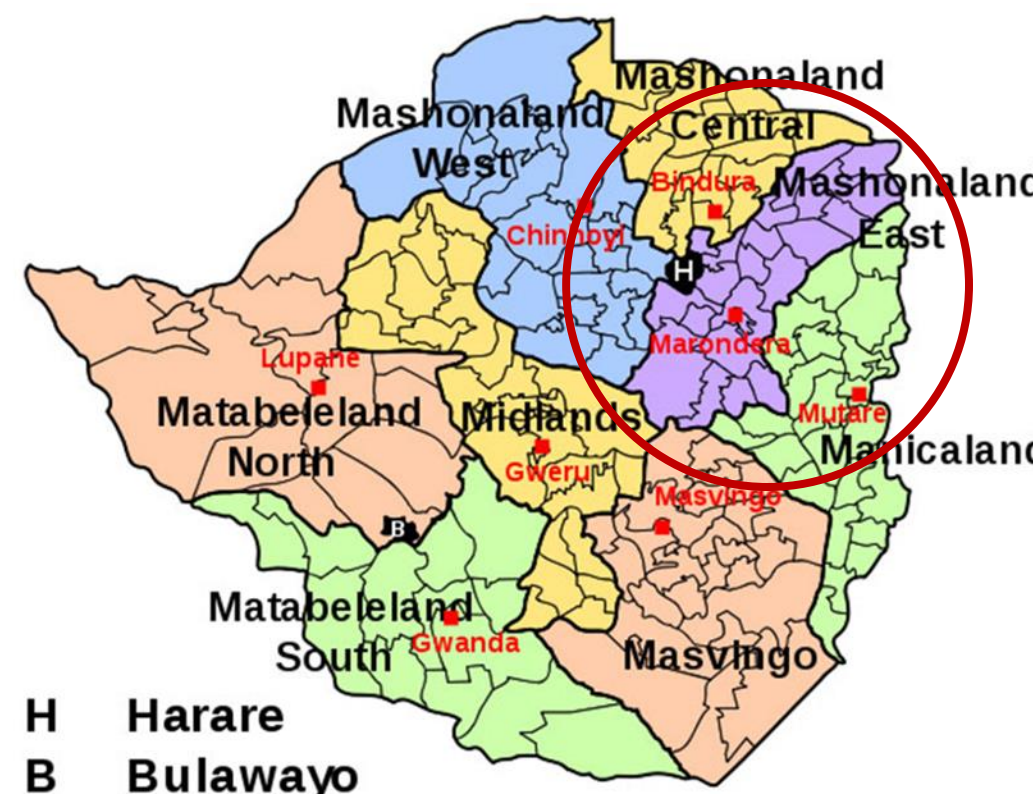 Mashonaland
Central
Mashonaland
West
Bindura
Mashonaland
East
Chinhoyi
H
Marondera
Lupane
Matabeleland
North
Midlands
Gweru
Mutare
Manicaland
Masvingo
B
Matabeleland
South
Gwanda
Masvingo
H Harare
B Bulawayo